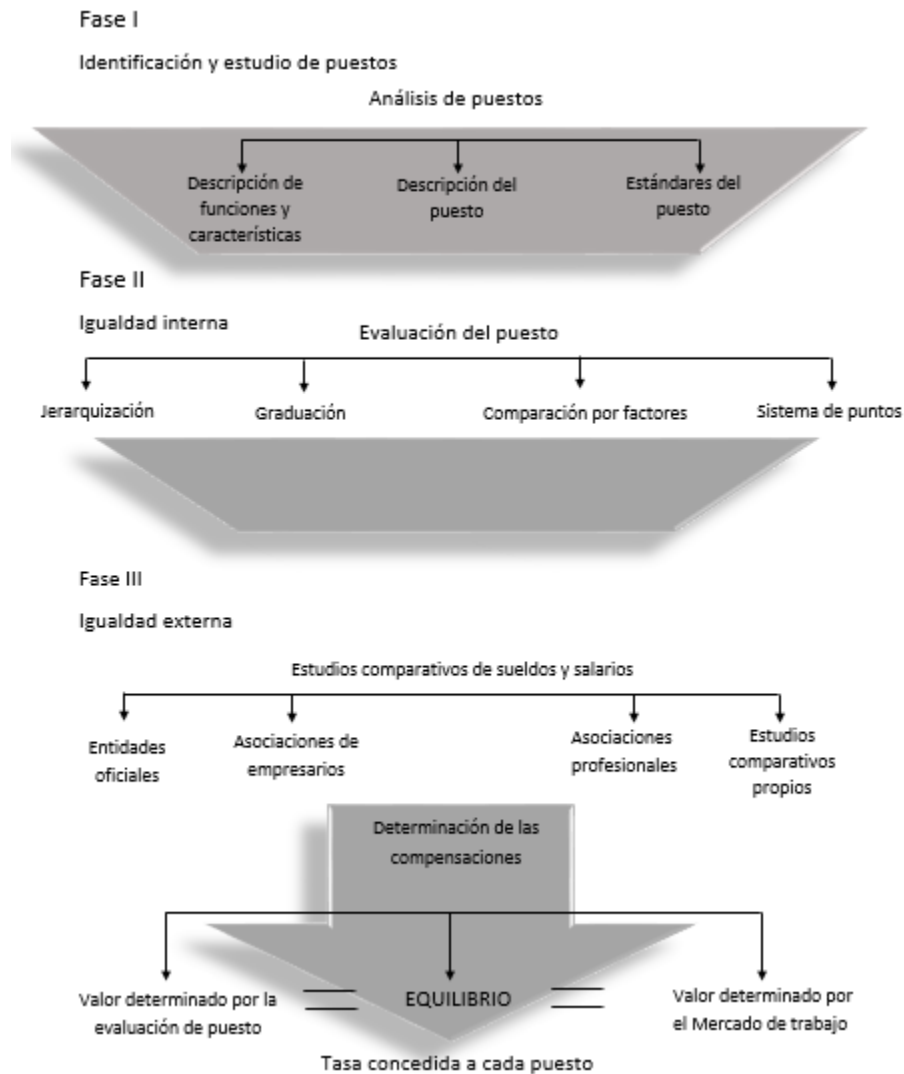 Fase I
Identificación y estudio de puestos
Análisis de puestos
Descripción de
funciones y
características
Descripción del
puesto
Estándares del
puesto
Fase II
Igualdad interna
Evaluación del puesto
Jerarquización
Graduación
Comparación por factores
Sistema de puntos
Fase III
Igualdad externa
Estudios comparativos de sueldos y salarios
Entidades
oficiales
Asociaciones de
empresarios
Asociaciones
profesionales
Estudios
comparativos
propios
Determinación de las
compensaciones
Valor determinado por la
evaluación de puesto
EQUILIBRIO
Valor determinado por
el Mercado de trabajo
Tasa concedida a cada puesto